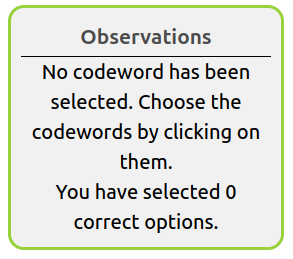 Observations
No codeword has been
selected. Choose the
codewords by clicking on
them.
You have selected 0
correct options.